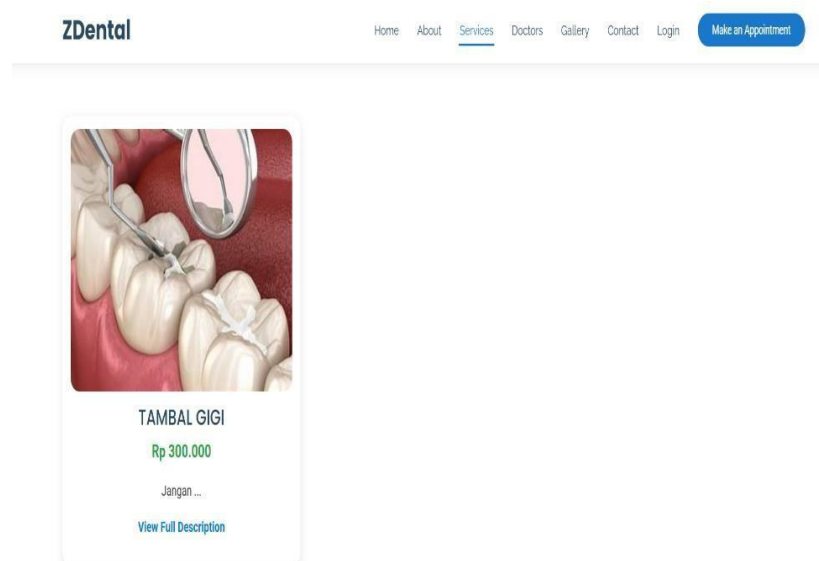 ZDental
Home About Services Doctors Gallery Contact Login Make an Appointment
TAMBAL GIGI
Rp 300.000
Jangan ...
View Full Description